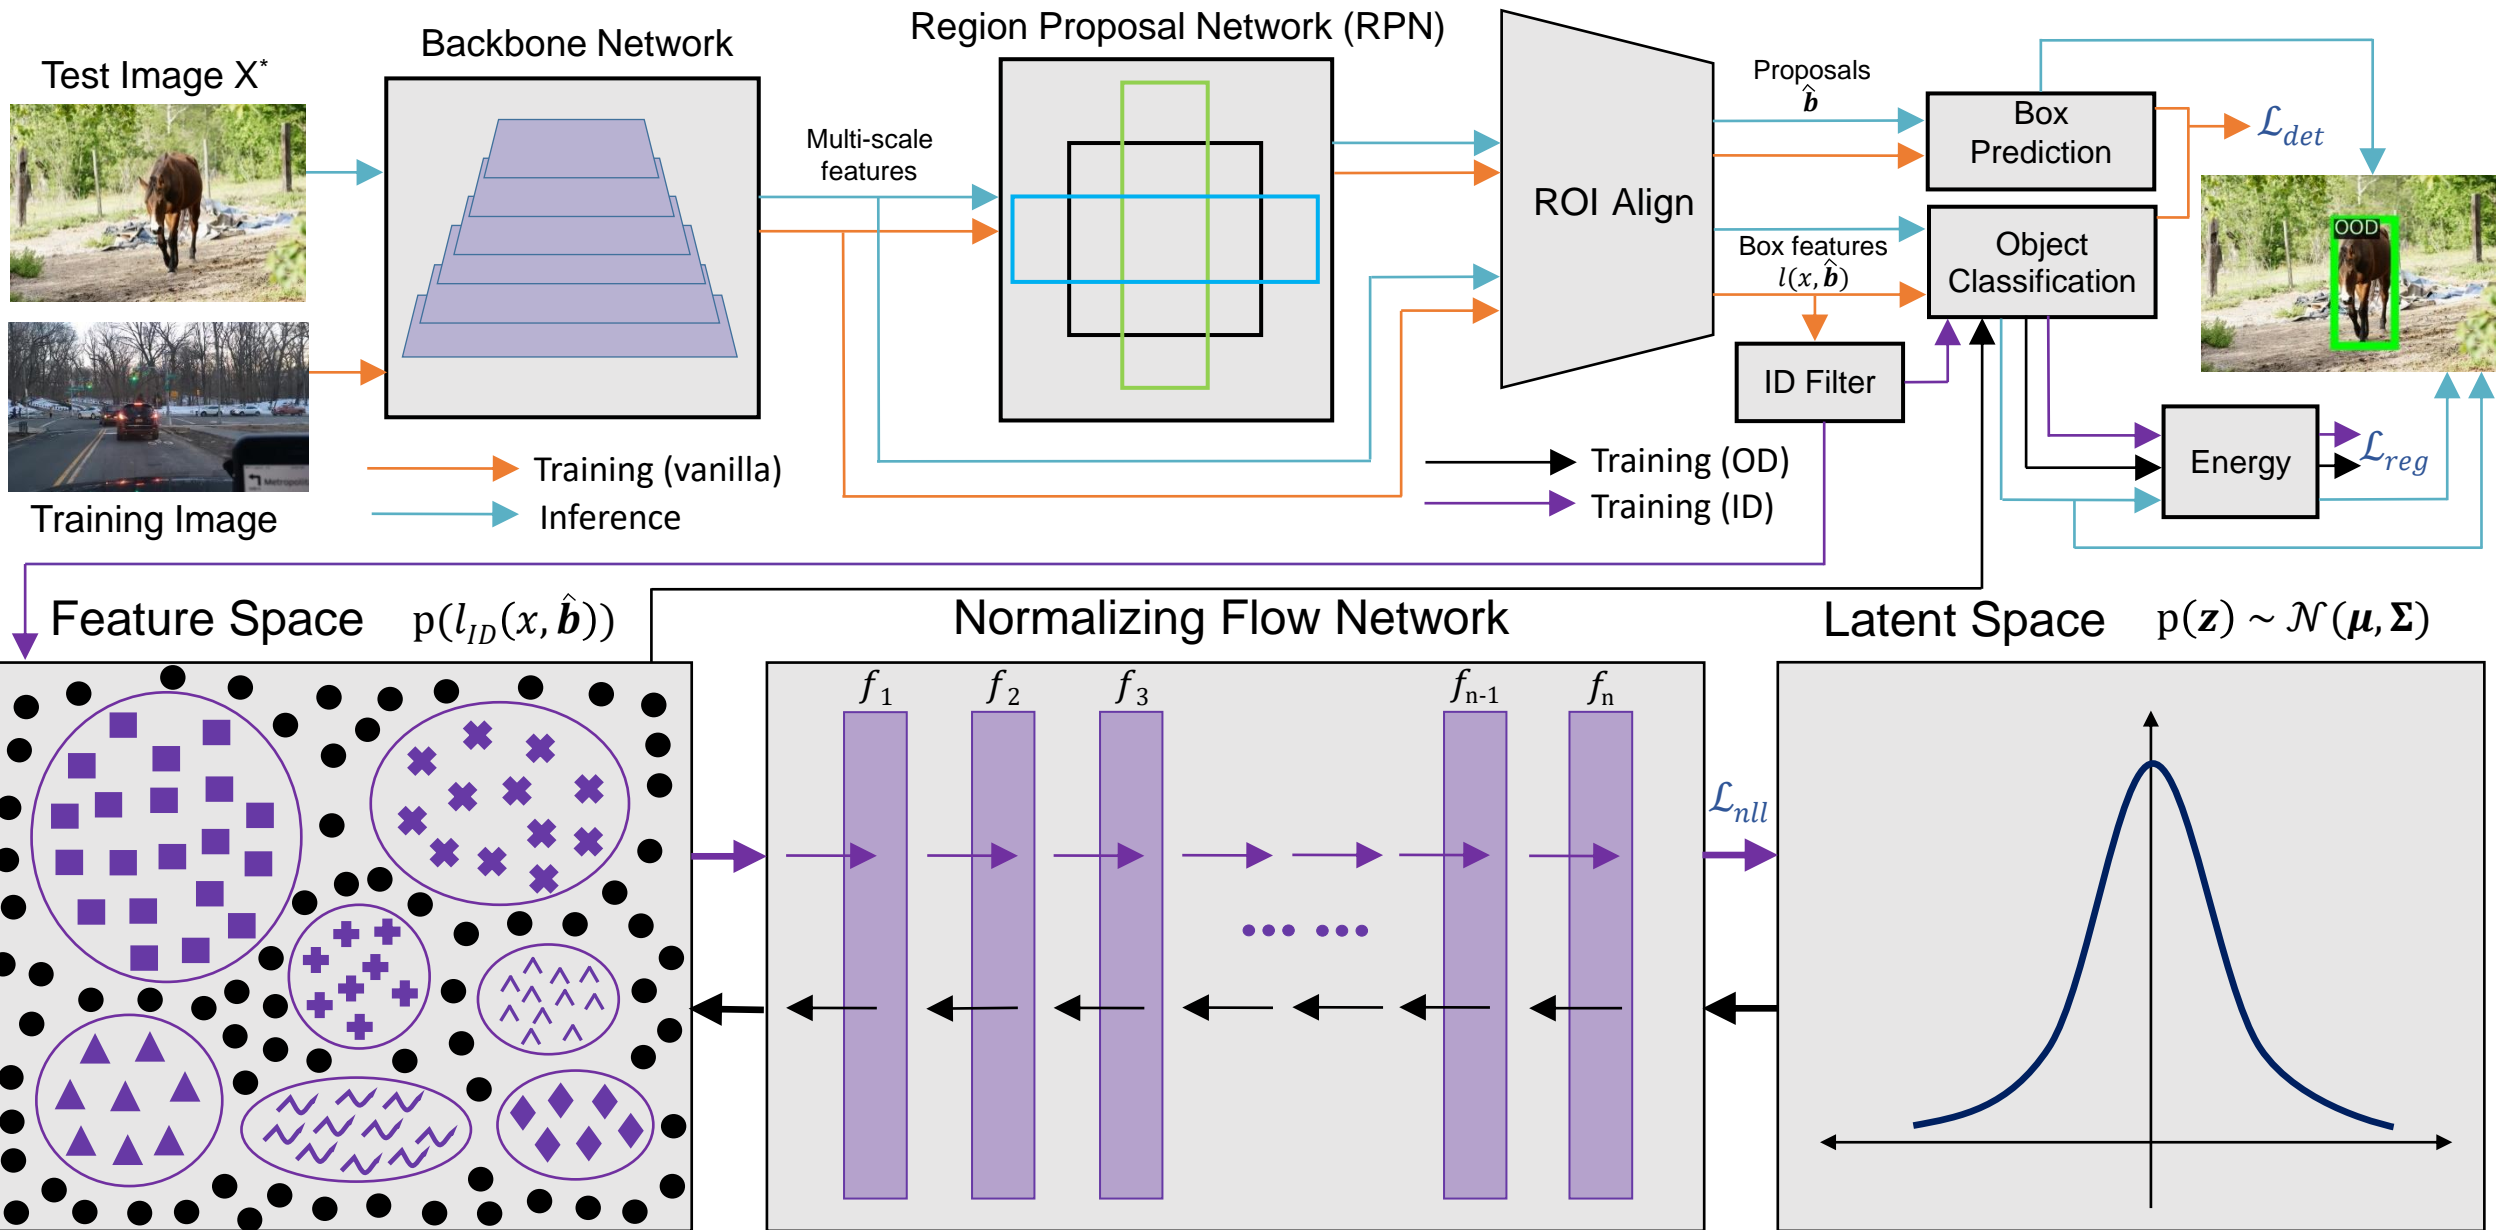 Test Image X*
Backbone Network
Region Proposal Network (RPN)
Multi-scale
features
ROI Align
Proposals
b̂
Box
Prediction
ℒdet
Box features
l(x, b̂)
Object
Classification
OOD
ID Filter
Energy
ℒreg
Training Image
Training (vanilla)
Inference
Training (OD)
Training (ID)
Feature Space p(lID(x, b̂))
Normalizing Flow Network
Latent Space p(z) ~ 𝒩(μ, Σ)
f1 f2 f3 fn-1 fn
ℒnll